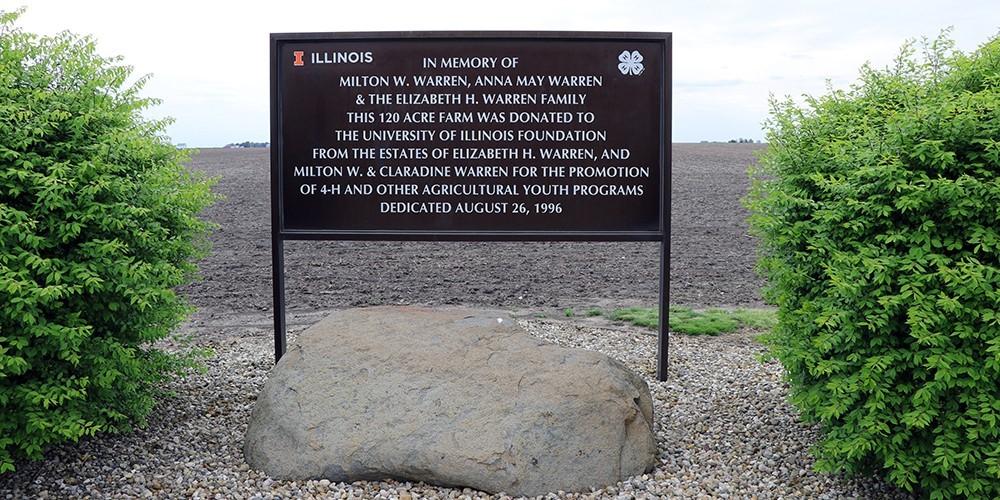 I ILLINOIS
IN MEMORY OF
MILTON W. WARREN, ANNA MAY WARREN
& THE ELIZABETH H. WARREN FAMILY
THIS 120 ACRE FARM WAS DONATED TO
THE UNIVERSITY OF ILLINOIS FOUNDATION
FROM THE ESTATES OF ELIZABETH H. WARREN, AND
MILTON W. & CLARADINE WARREN FOR THE PROMOTION
OF 4-H AND OTHER AGRICULTURAL YOUTH PROGRAMS
DEDICATED AUGUST 26, 1996